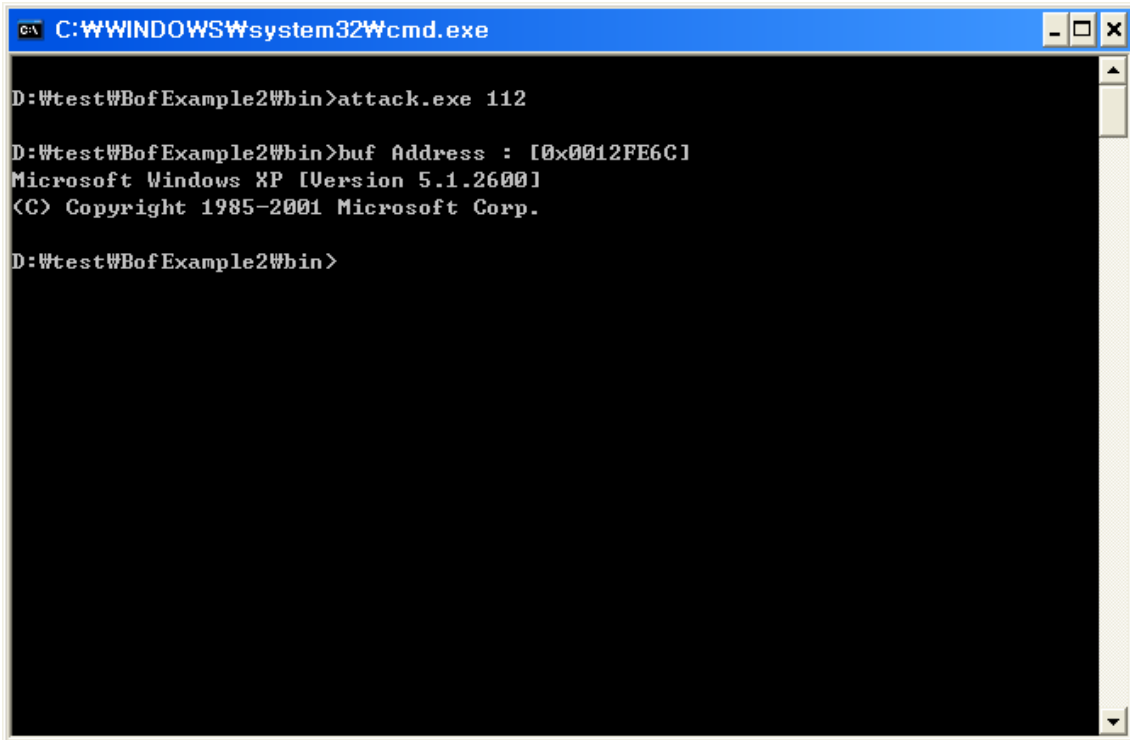 C:₩WINDOWS₩system32₩cmd.exe
D:₩test₩BofExample2₩bin>attack.exe 112
D:₩test₩BofExample2₩bin>buf Address : [0x0012FE6C]
Microsoft Windows XP [Version 5.1.2600]
(C) Copyright 1985-2001 Microsoft Corp.
D:₩test₩BofExample2₩bin>